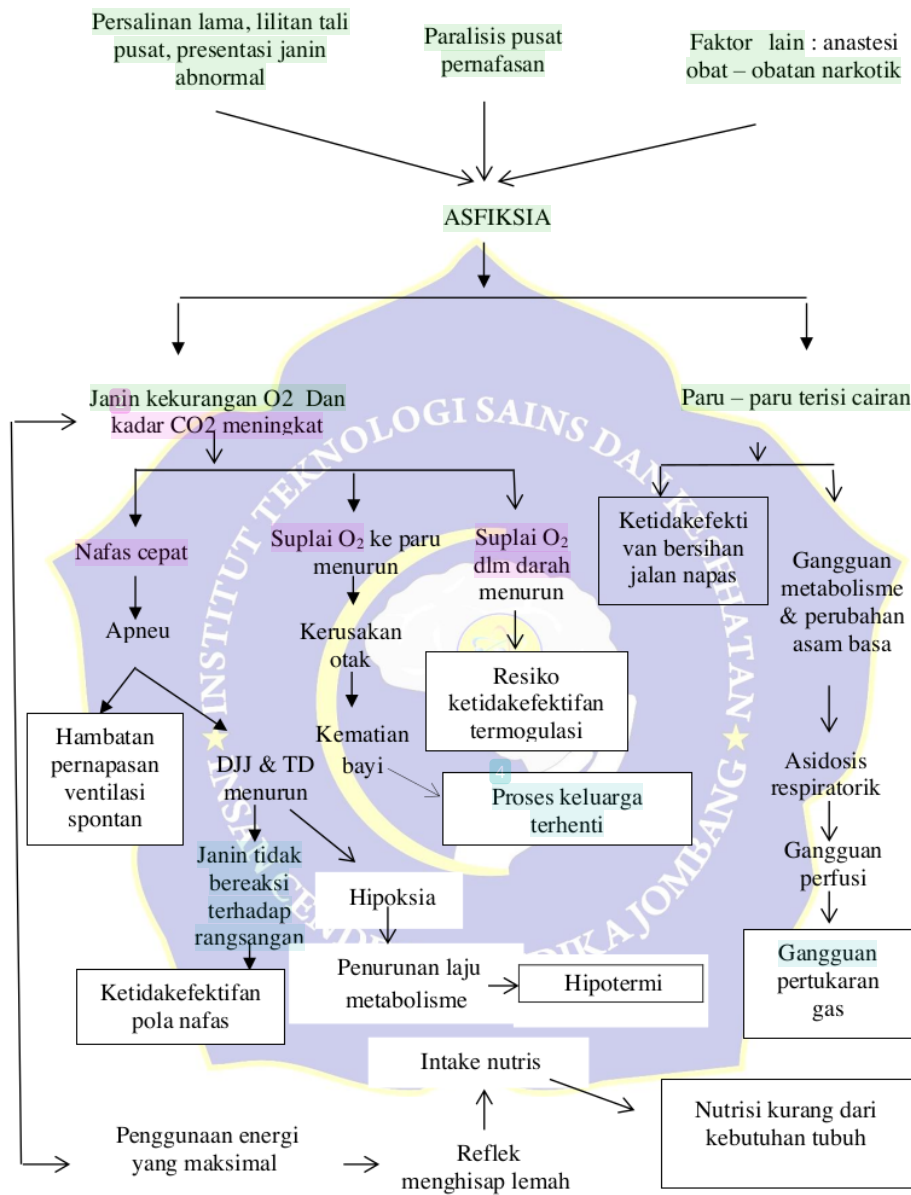 Persalinan lama, lilitan tali
pusat, presentasi janin
abnormal
Paralisis pusat
pernafasan
Faktor lain : anastesi
obat – obatan narkotik
ASFIKSIA
Janin kekurangan O2 Dan
kadar CO2 meningkat
Paru – paru terisi cairan
INSTITUT TEKNOLOGI SAINS DAN KESEHATAN
Nafas cepat
Suplai O₂ ke paru
menurun
Suplai O₂
dlm darah
menurun
Ketidakefekti
van bersihan
jalan napas
Gangguan
metabolisme
& perubahan
asam basa
Apneu
Kerusakan
otak
Resiko
ketidakefektifan
termogulasi
Hambatan
pernapasan
ventilasi
spontan
DJJ & TD
menurun
Kematian
bayi
4
Proses keluarga
terhenti
Asidosis
respiratorik
Janin tidak
bereaksi
terhadap
rangsangan
Gangguan
perfusi
Hipoksia
INSAN CEND
DIKA JOMBANG
Ketidakefektifan
pola nafas
Penurunan laju
metabolisme
Hipotermi
Gangguan
pertukaran
gas
Intake nutris
Nutrisi kurang dari
kebutuhan tubuh
Penggunaan energi
yang maksimal
Reflek
menghisap lemah